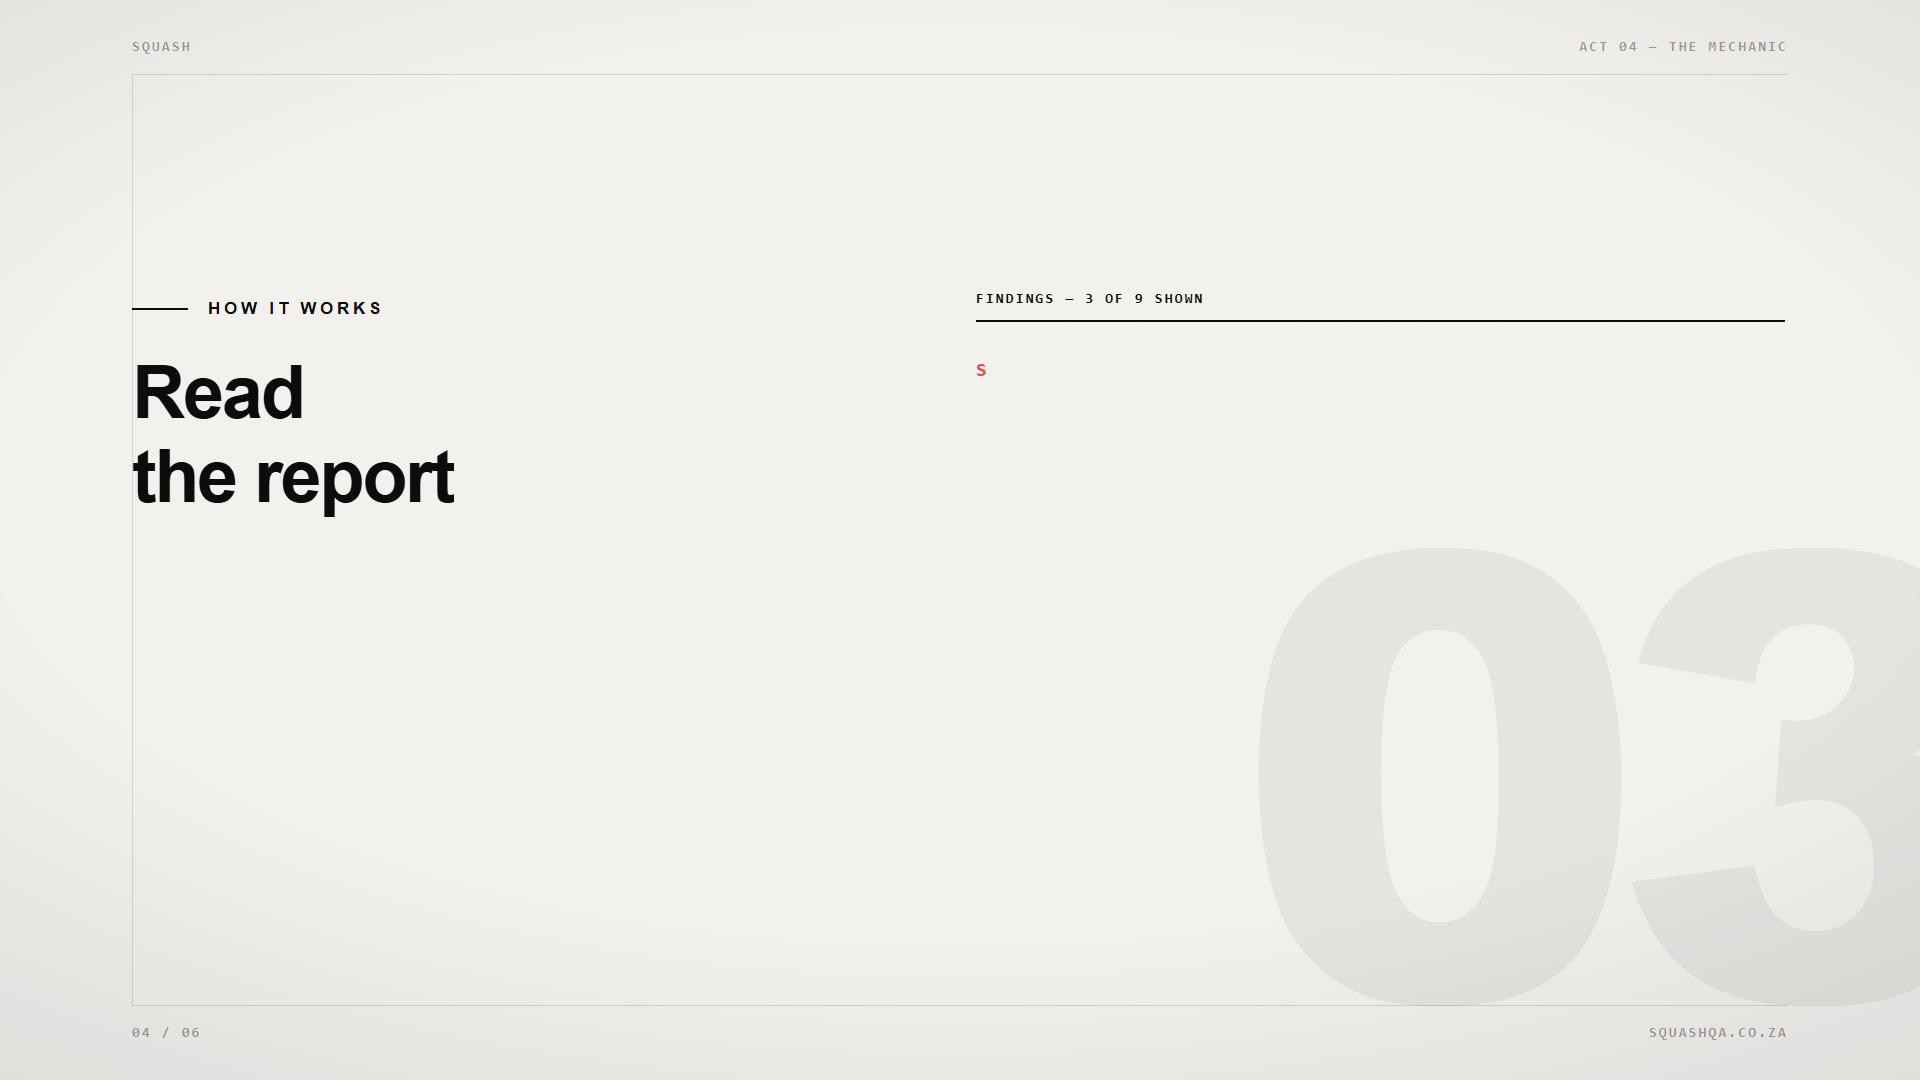 SQUASH
ACT 04 — THE MECHANIC
HOW IT WORKS
Read
the report
FINDINGS — 3 OF 9 SHOWN
S
03
04 / 06
SQUASHQA.CO.ZA